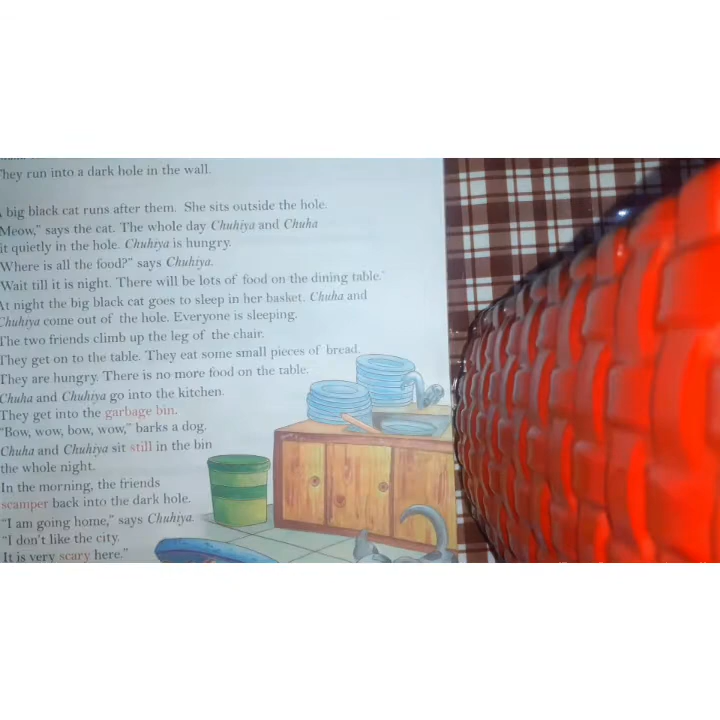 They run into a dark hole in the wall.
big black cat runs after them. She sits outside the hole.
Meow," says the cat. The whole day Chuhiya and Chuha
it quietly in the hole. Chuhiya is hungry.
Where is all the food?" says Chuhiya.
Wait till it is night. There will be lots of food on the dining table."
At night the big black cat goes to sleep in her basket. Chuha and
Chuhiya come out of the hole. Everyone is sleeping.
The two friends climb up the leg of the chair.
They get on to the table. They eat some small pieces of bread.
They are hungry. There is no more food on the table.
Chuha and Chuhiya go into the kitchen.
They get into the garbage bin.
"Bow, wow, bow, wow," barks a dog.
Chuha and Chuhiya sit still in the bin
the whole night.
In the morning, the friends
scamper back into the dark hole.
"I am going home," says Chuhiya.
"I don't like the city.
It is very scary here."